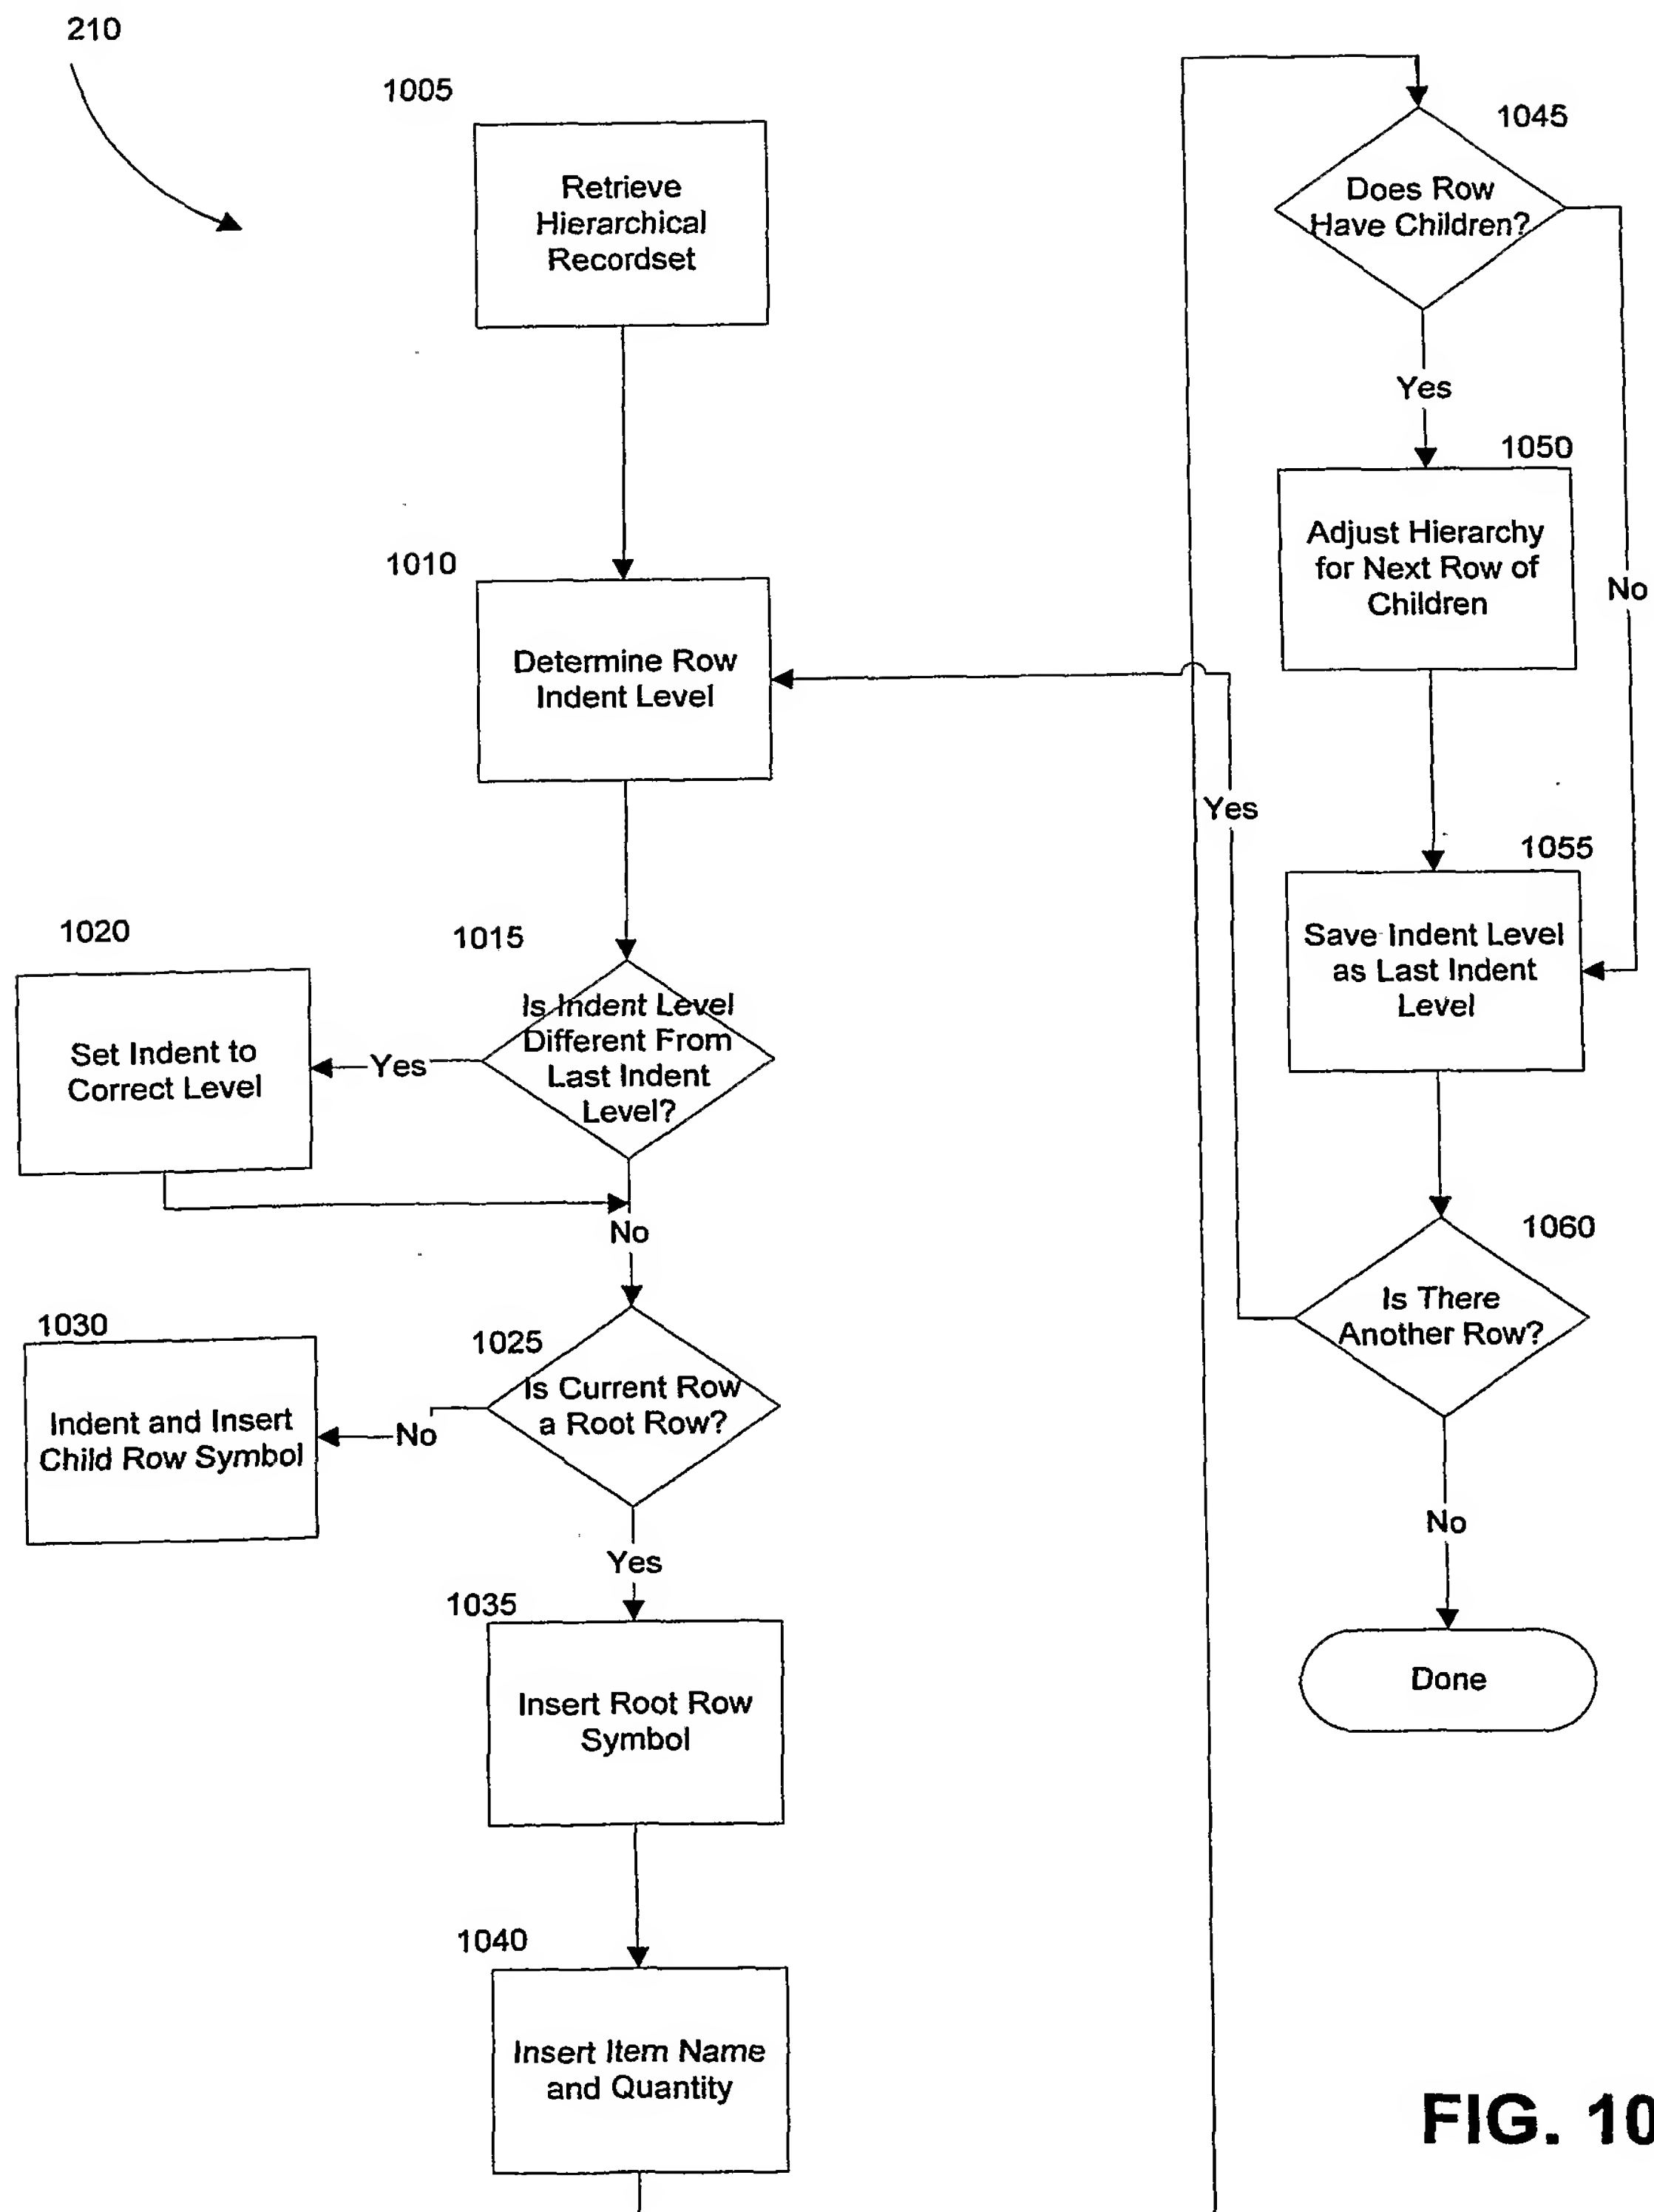 210
1005
Retrieve
Hierarchical
Recordset
1010
Determine Row
Indent Level
1015
Is Indent Level
Different From
Last Indent
Level?
Yes
1020
Set Indent to
Correct Level
No
1025
Is Current Row
a Root Row?
No
1030
Indent and Insert
Child Row Symbol
Yes
1035
Insert Root Row
Symbol
1040
Insert Item Name
and Quantity
1045
Does Row
Have Children?
Yes
No
1050
Adjust Hierarchy
for Next Row of
Children
1055
Save Indent Level
as Last Indent
Level
1060
Is There
Another Row?
Yes
No
Done
FIG. 10